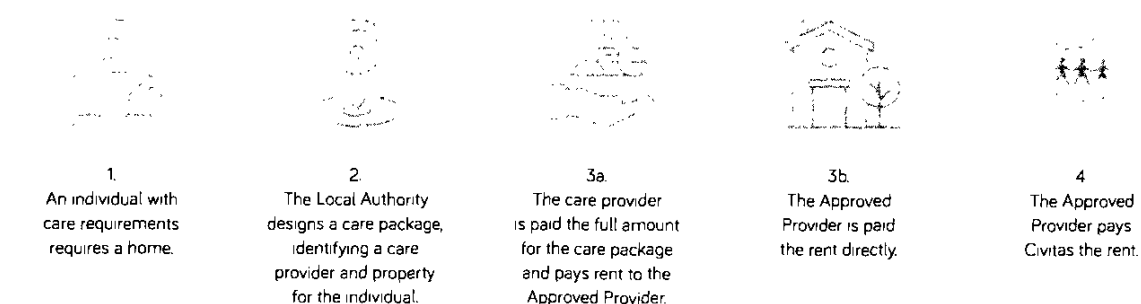 1.
An individual with
care requirements
requires a home.
2.
The Local Authority
designs a care package,
identifying a care
provider and property
for the individual.
3a.
The care provider
is paid the full amount
for the care package
and pays rent to the
Approved Provider.
3b.
The Approved
Provider is paid
the rent directly.
4
The Approved
Provider pays
Civitas the rent.